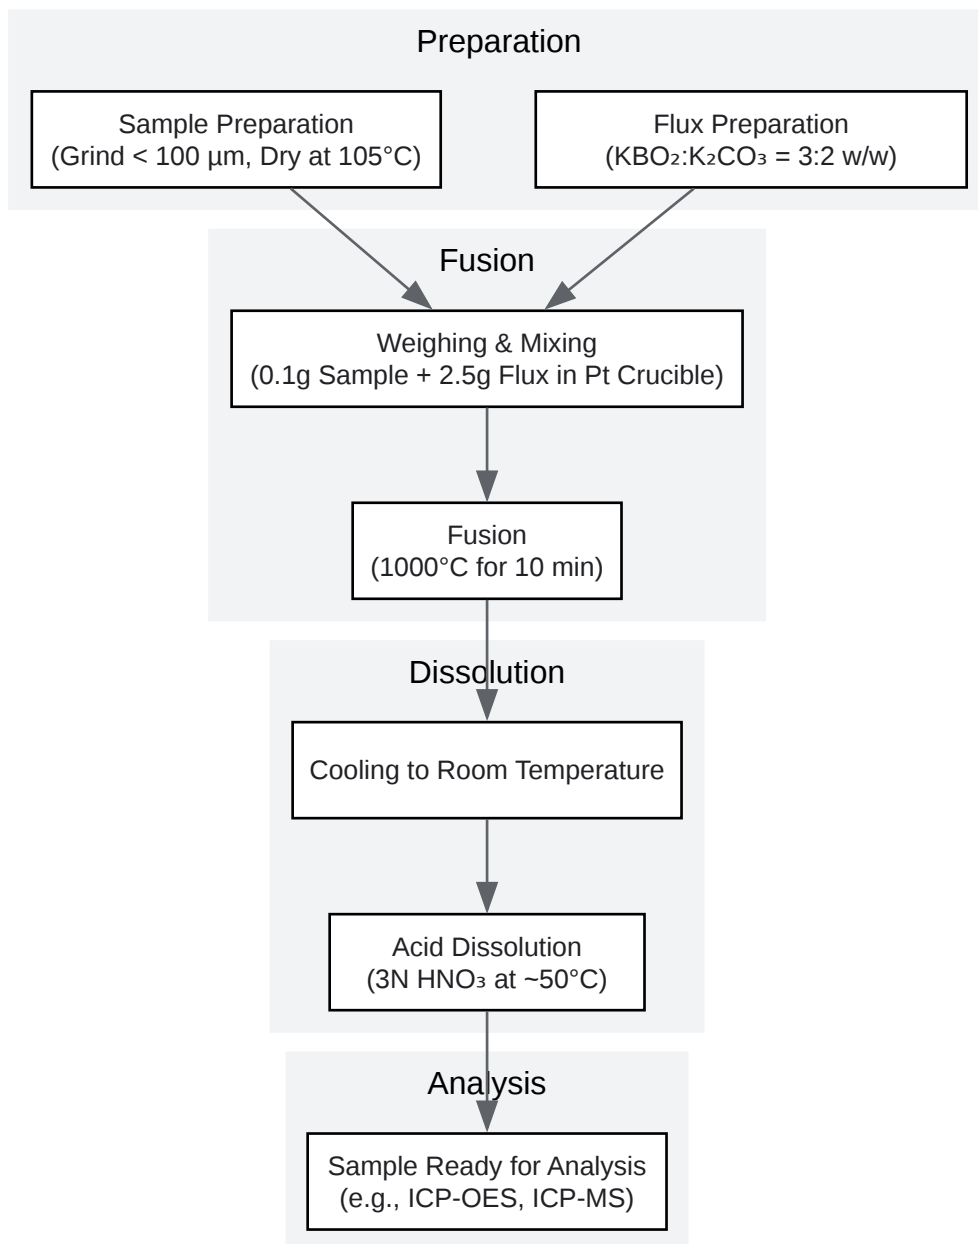 Preparation
Sample Preparation
(Grind < 100 µm, Dry at 105°C)
Flux Preparation
(KBO₂:K₂CO₃ = 3:2 w/w)
Fusion
Weighing & Mixing
(0.1g Sample + 2.5g Flux in Pt Crucible)
Fusion
(1000°C for 10 min)
Dissolution
Cooling to Room Temperature
Acid Dissolution
(3N HNO₃ at ~50°C)
Analysis
Sample Ready for Analysis
(e.g., ICP-OES, ICP-MS)